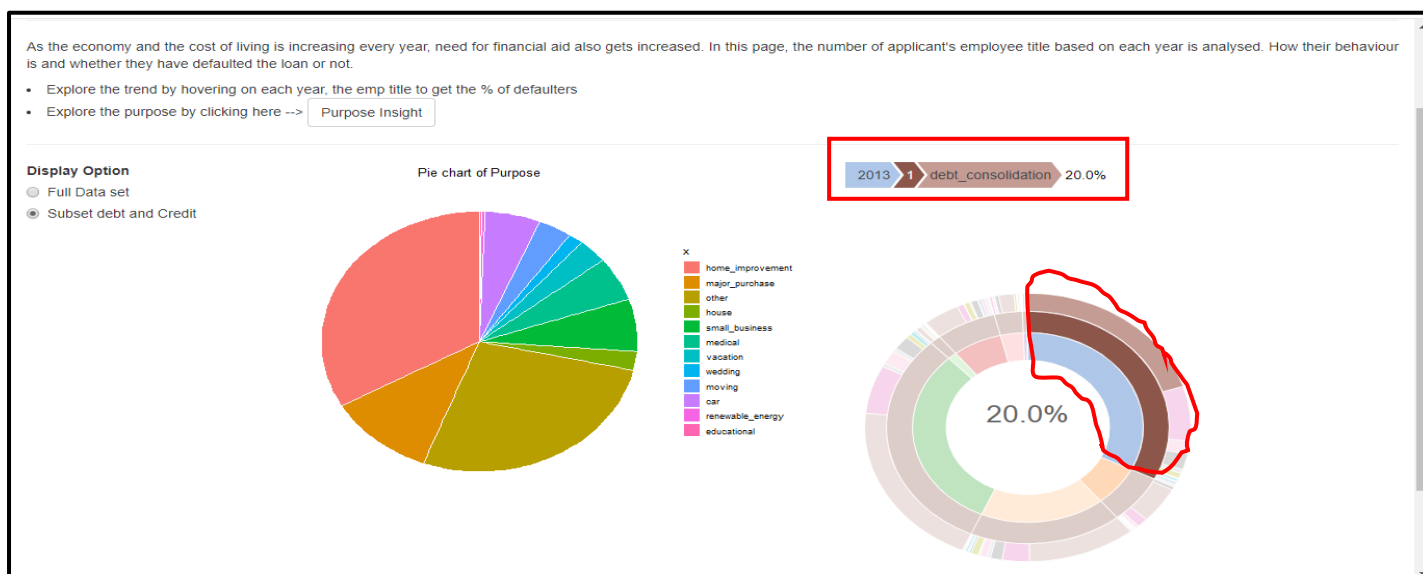 As the economy and the cost of living is increasing every year, need for financial aid also gets increased. In this page, the number of applicant's employee title based on each year is analysed. How their behaviour
is and whether they have defaulted the loan or not.
• Explore the trend by hovering on each year, the emp title to get the % of defaulters
• Explore the purpose by clicking here --> Purpose Insight
Display Option
Full Data set
Subset debt and Credit
Pie chart of Purpose
x
home_improvement
major_purchase
other
house
small_business
medical
vacation
wedding
moving
car
renewable_energy
educational
2013 1 debt_consolidation 20.0%
20.0%